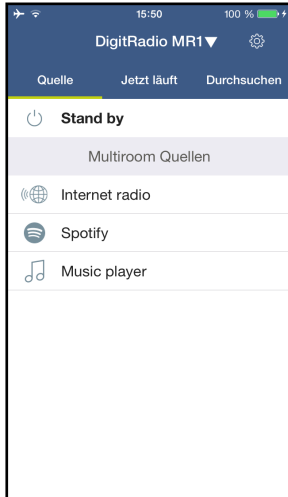 15:50 100 %
DigitRadio MR1▼
Quelle Jetzt läuft Durchsuchen
Stand by
Multiroom Quellen
Internet radio
Spotify
Music player